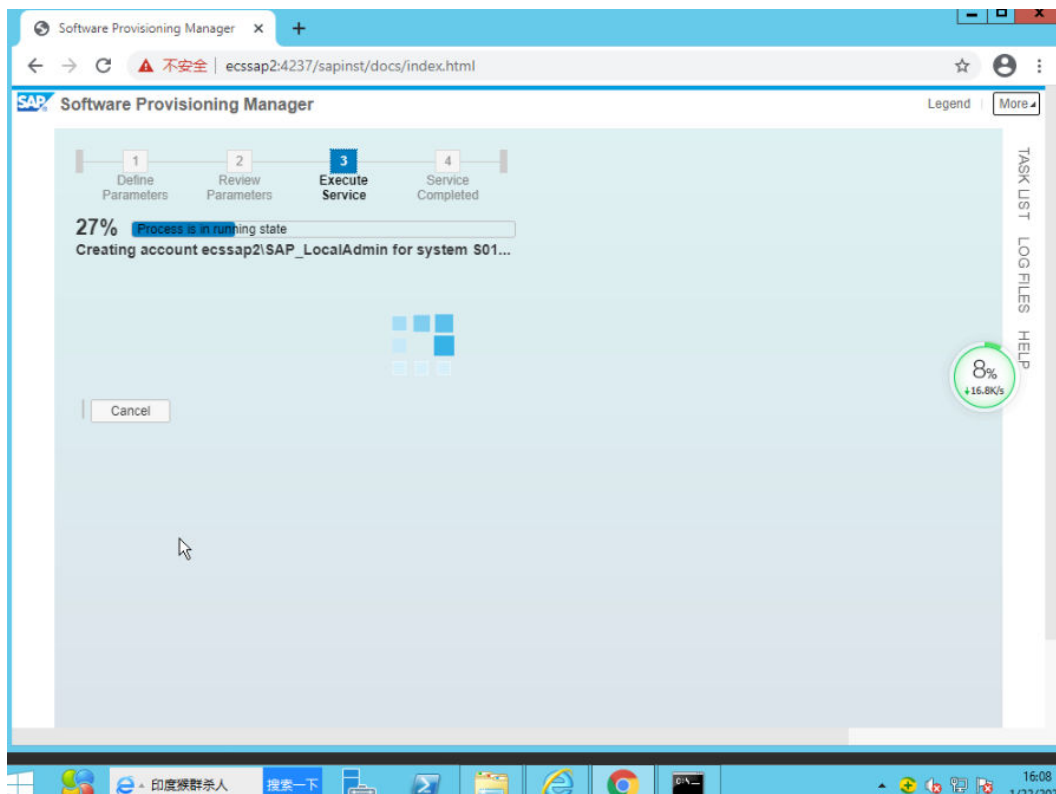 Software Provisioning Manager
不安全
ecssap2:4237/sapinst/docs/index.html
SAP
Software Provisioning Manager
Legend
More
1
2
3
4
Define Parameters
Review Parameters
Execute Service
Service Completed
27%
Process is in running state
Creating account ecssap2\SAP_LocalAdmin for system S01...
Cancel
TASK LIST
LOG FILES
HELP
8%
16.8K/s
印度猴群杀人
搜索一下
16:08